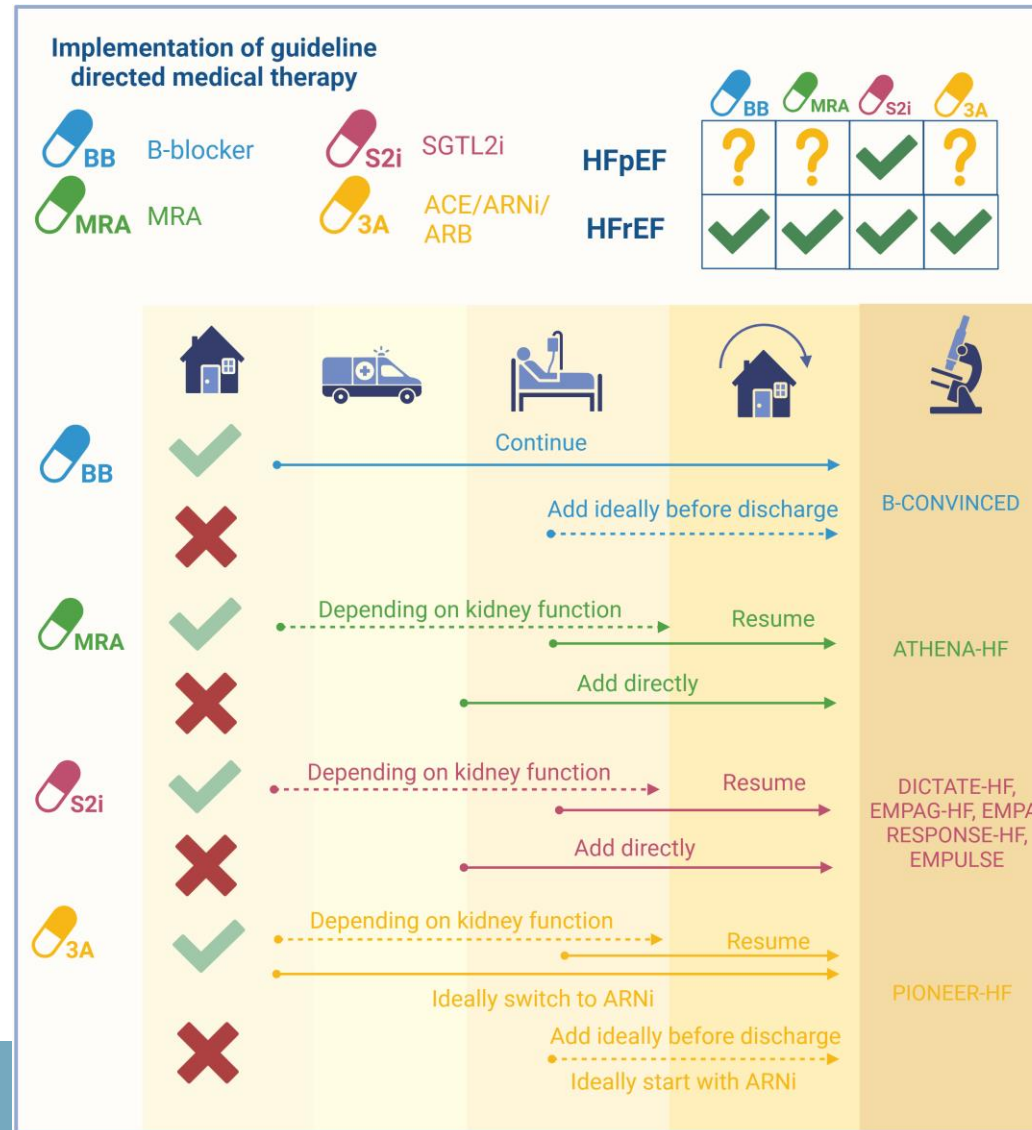 Implementation of guideline
directed medical therapy
BB
B-blocker
S2i
SGTL2i
MRA
MRA
3A
ACE/ARNi/
ARB
BB
MRA
S2i
3A
HFpEF
? ? ?
HFrEF
BB
Continue
Add ideally before discharge
B-CONVINCED
MRA
Depending on kidney function
Resume
Add directly
ATHENA-HF
S2i
Depending on kidney function
Resume
Add directly
DICTATE-HF,
EMPAG-HF, EMPA
RESPONSE-HF,
EMPULSE
3A
Depending on kidney function
Resume
Ideally switch to ARNi
Add ideally before discharge
Ideally start with ARNi
PIONEER-HF